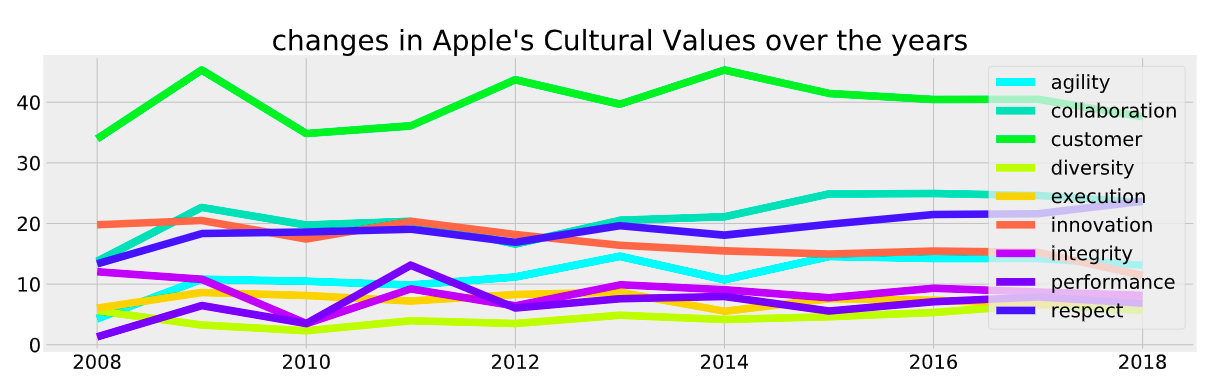 changes in Apple's Cultural Values over the years
40
30
20
10
0
2008
2010
2012
2014
2016
2018
agility
collaboration
customer
diversity
execution
innovation
integrity
performance
respect